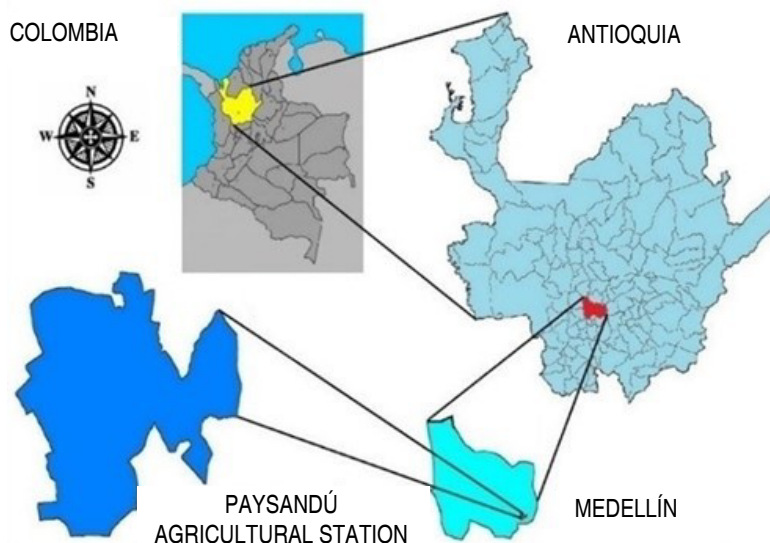 COLOMBIA
ANTIOQUIA
N
W E
S
PAYSANDÚ
AGRICULTURAL STATION
MEDELLÍN